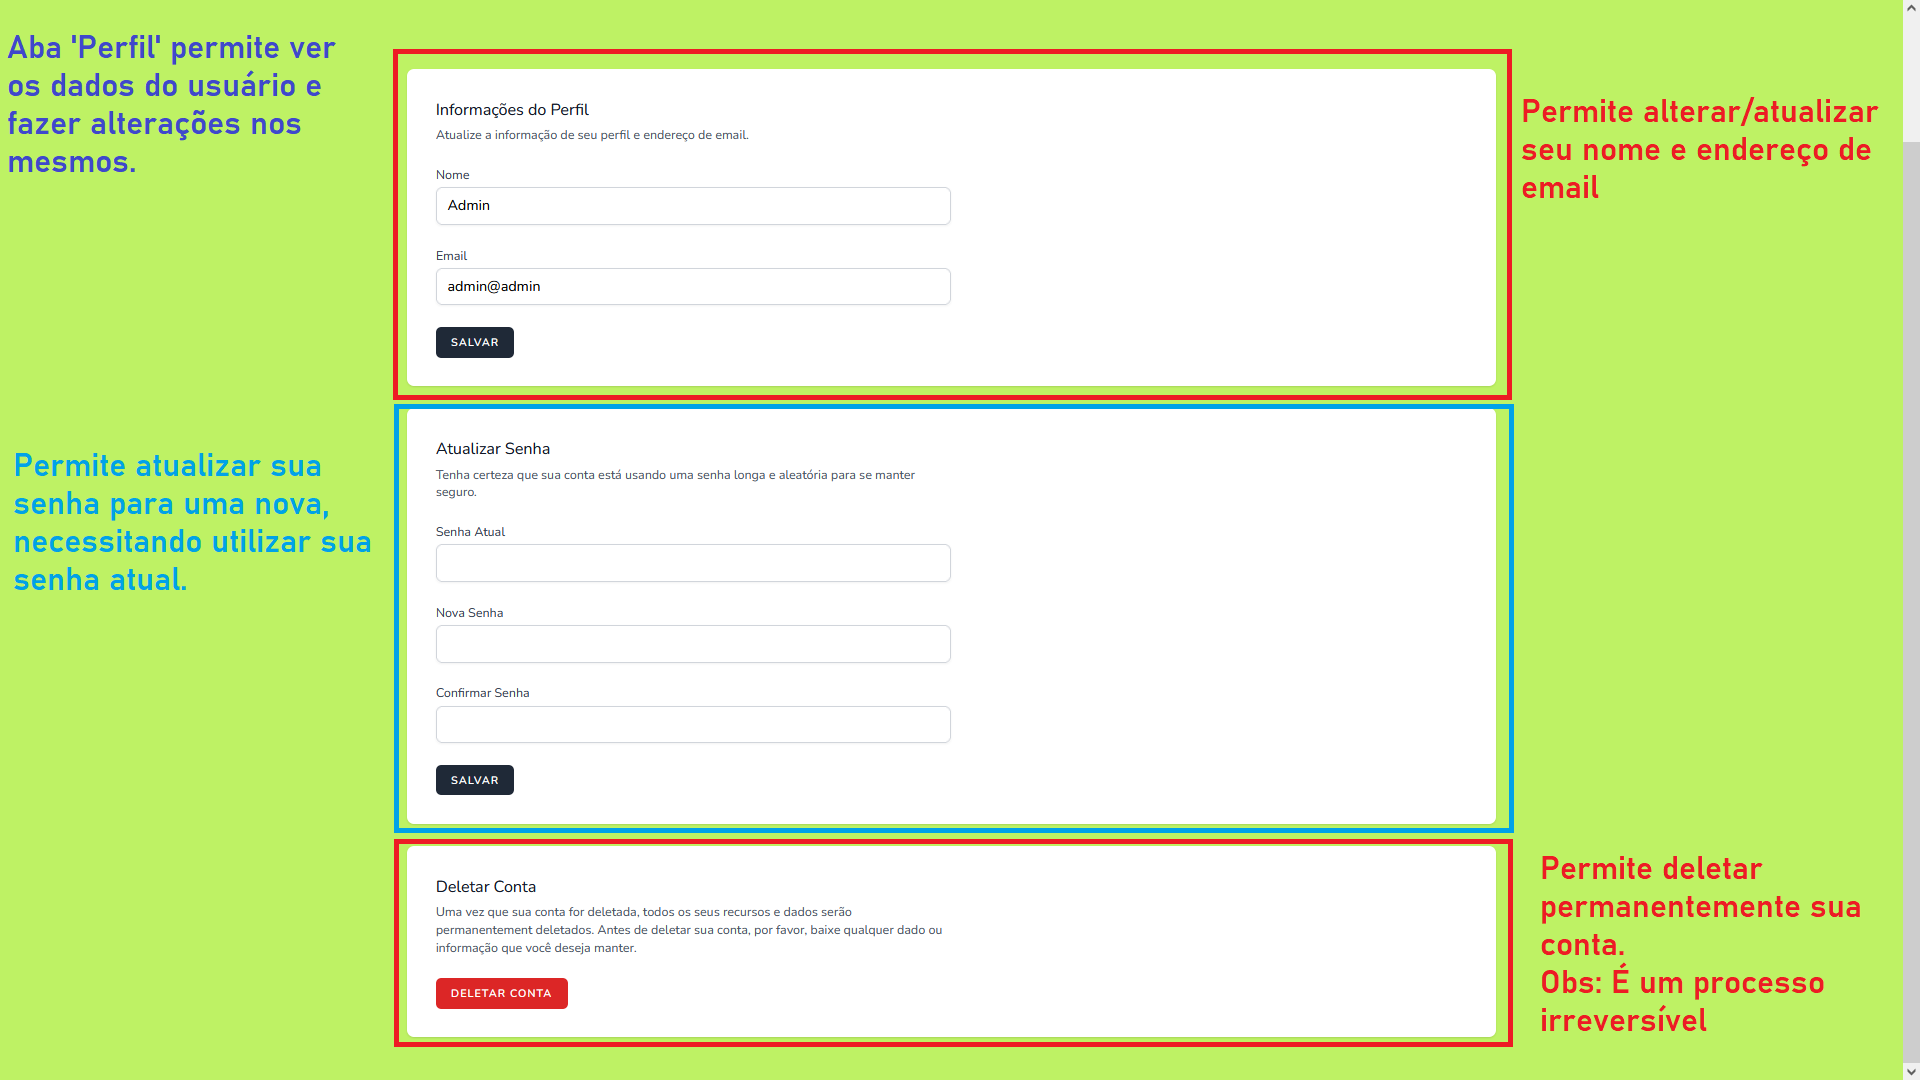 Aba 'Perfil' permite ver
os dados do usuário e
fazer alterações nos
mesmos.
Informações do Perfil
Atualize a informação de seu perfil e endereço de email.
Nome
Admin
Email
admin@admin
SALVAR
Permite alterar/atualizar
seu nome e endereço de
email
Permite atualizar sua
senha para uma nova,
necessitando utilizar sua
senha atual.
Atualizar Senha
Tenha certeza que sua conta está usando uma senha longa e aleatória para se manter
seguro.
Senha Atual
Nova Senha
Confirmar Senha
SALVAR
Deletar Conta
Uma vez que sua conta for deletada, todos os seus recursos e dados serão
permanentement deletados. Antes de deletar sua conta, por favor, baixe qualquer dado ou
informação que você deseja manter.
DELETAR CONTA
Permite deletar
permanentemente sua
conta.
Obs: É um processo
irreversível